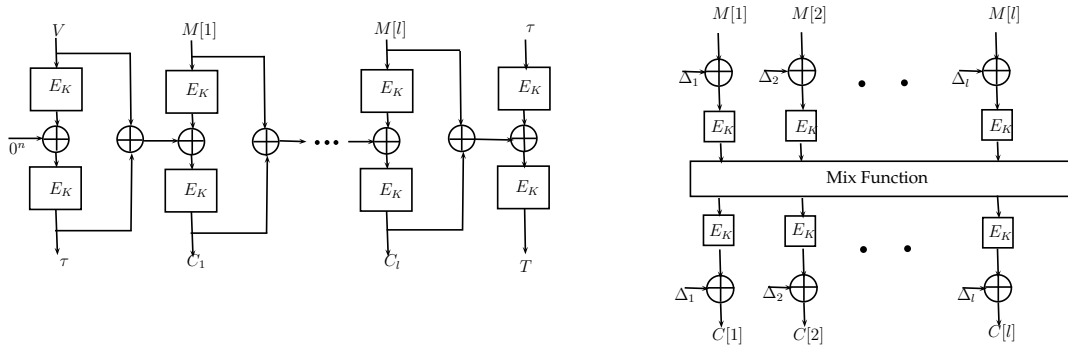 V M[1] M[l] τ
E_K E_K E_K E_K
0^n
E_K E_K E_K E_K
τ C_1 C_l T
M[1] M[2] M[l]
Δ_1 Δ_2 Δ_l
E_K E_K E_K
Mix Function
E_K E_K E_K
Δ_1 Δ_2 Δ_l
C[1] C[2] C[l]